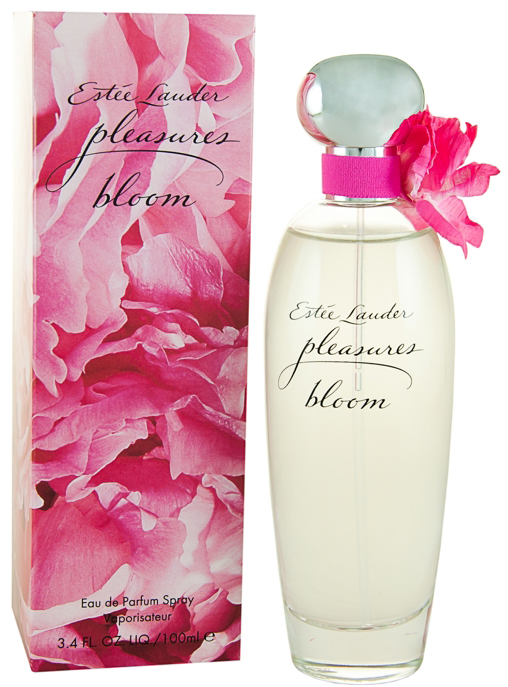 Estée Lauder
pleasures
bloom
Eau de Parfum Spray
Vaporisateur
3.4 FL. OZ. LIQ./100ml ℮
Estée Lauder
pleasures
bloom